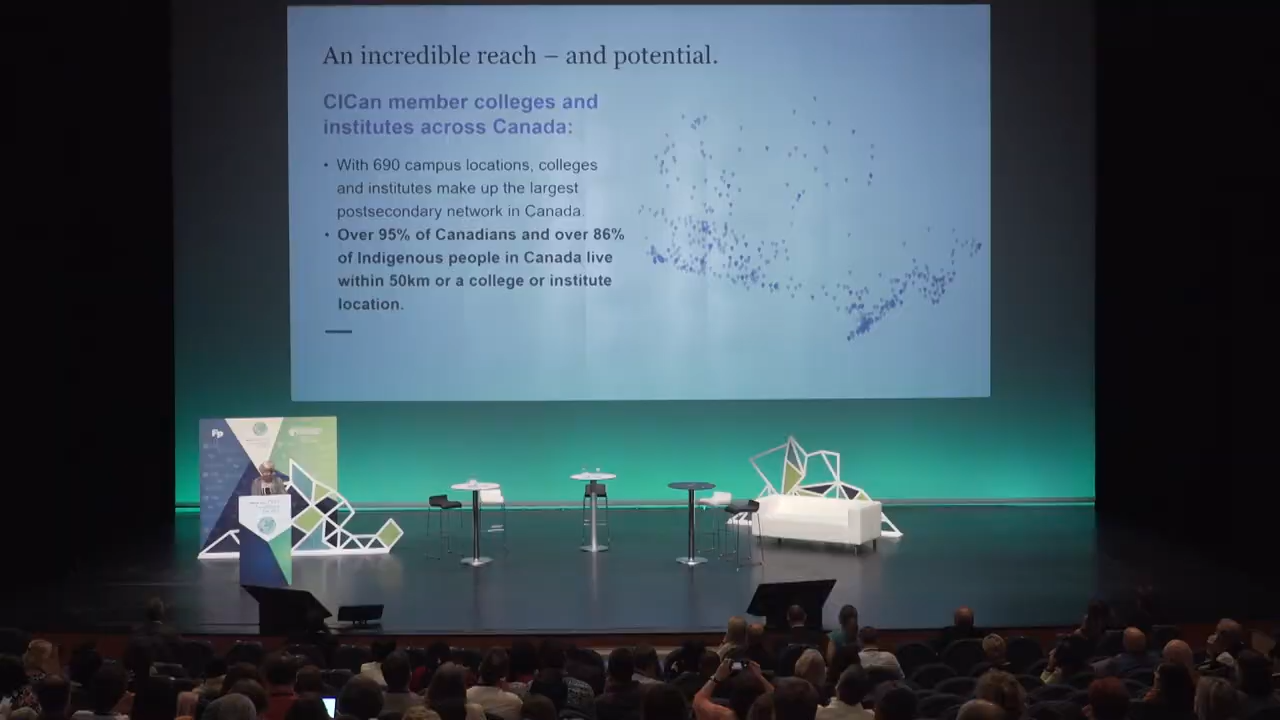 An incredible reach – and potential.
CICan member colleges and
institutes across Canada:
• With 690 campus locations, colleges
and institutes make up the largest
postsecondary network in Canada.
• Over 95% of Canadians and over 86%
of Indigenous people in Canada live
within 50km or a college or institute
location.
Fp